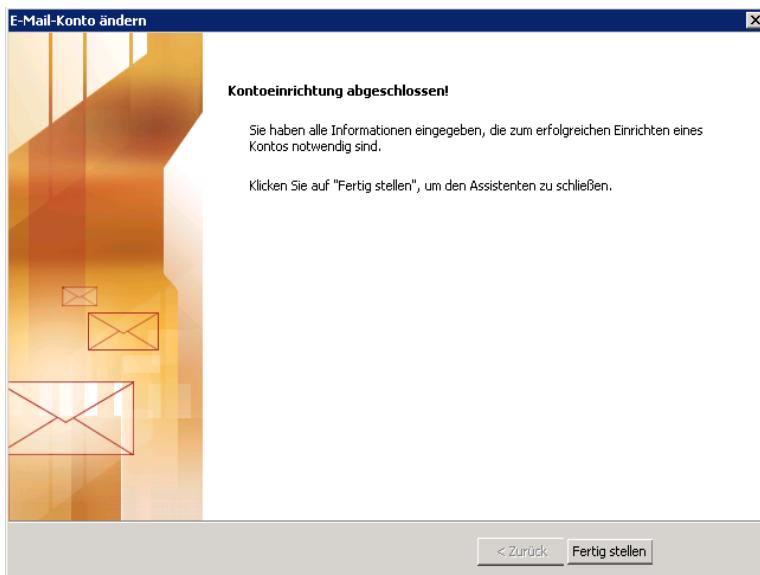 E-Mail-Konto ändern
Kontoeinrichtung abgeschlossen!
Sie haben alle Informationen eingegeben, die zum erfolgreichen Einrichten eines
Kontos notwendig sind.
Klicken Sie auf "Fertig stellen", um den Assistenten zu schließen.
< Zurück
Fertig stellen